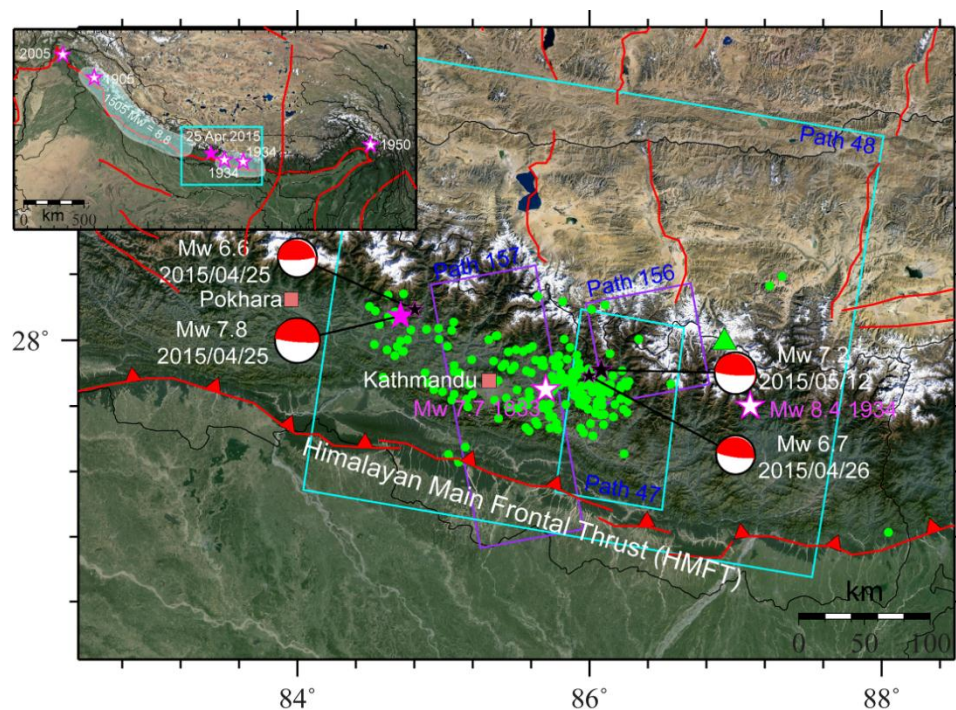 2005
1905
1505 Mw = 8.8
25 Apr.2015
1934
1934
1950
km
0 500
Path 48
Mw 6.6
2015/04/25
Path 157
Path 156
Pokhara
Mw 7.8
2015/04/25
28°
Kathmandu
Mw 7.2
2015/05/12
Mw 7.7 1833
Mw 8.4 1934
Mw 6.7
2015/04/26
Path 47
Himalayan Main Frontal Thrust (HMFT)
km
0 50 100
84°
86°
88°